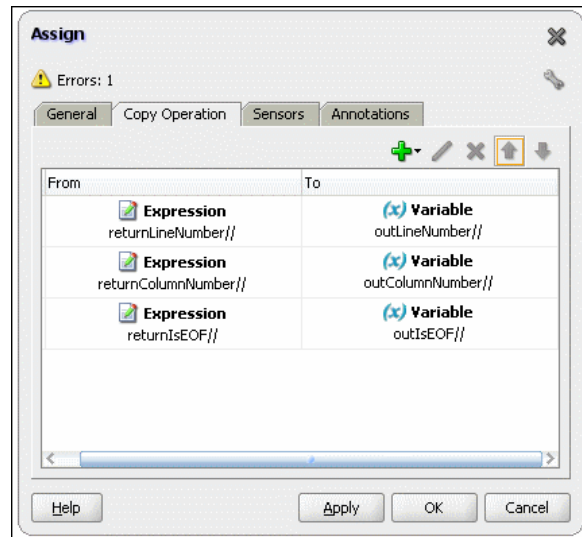 Assign
Errors: 1
General Copy Operation Sensors Annotations
From To
Expression (x) Variable
returnLineNumber// outLineNumber//
Expression (x) Variable
returnColumnNumber// outColumnNumber//
Expression (x) Variable
returnIsEOF// outIsEOF//
Help Apply OK Cancel